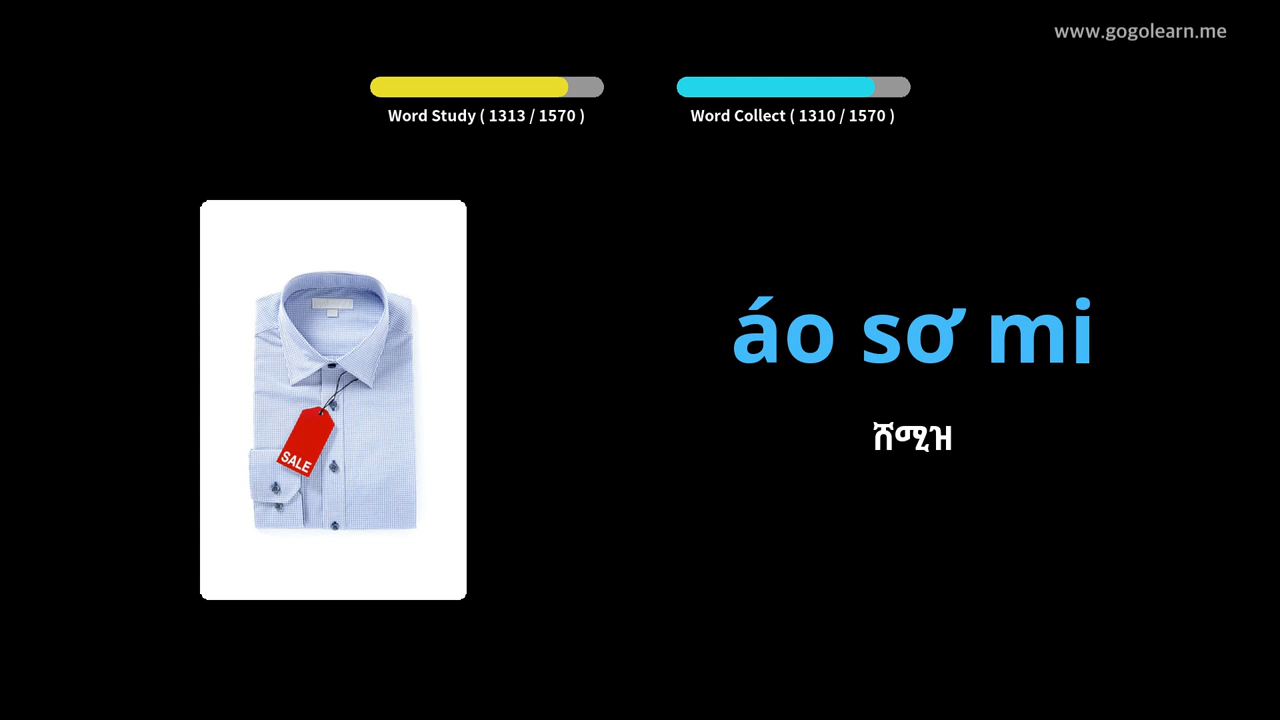 www.gogolearn.me
Word Study ( 1313 / 1570 )
Word Collect ( 1310 / 1570 )
SALE
áo sơ mi
ሸሚዝ